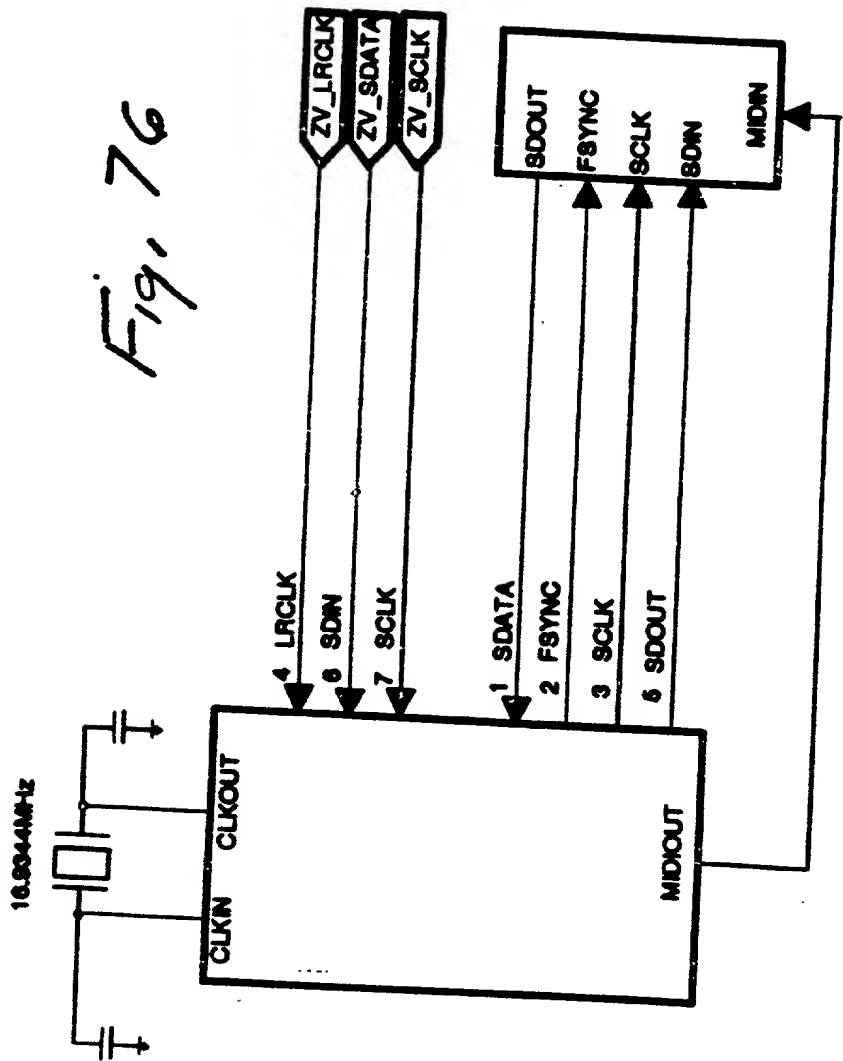 Fig. 76
16.9344MHz
CLKIN
CLKOUT
4 LRCLK
6 SDIN
7 SCLK
ZV_LRCLK
ZV_SDATA
ZV_SCLK
1 SDATA
2 FSYNC
3 SCLK
5 SDOUT
MIDIOUT
SDOUT
FSYNC
SCLK
SDIN
MIDIN